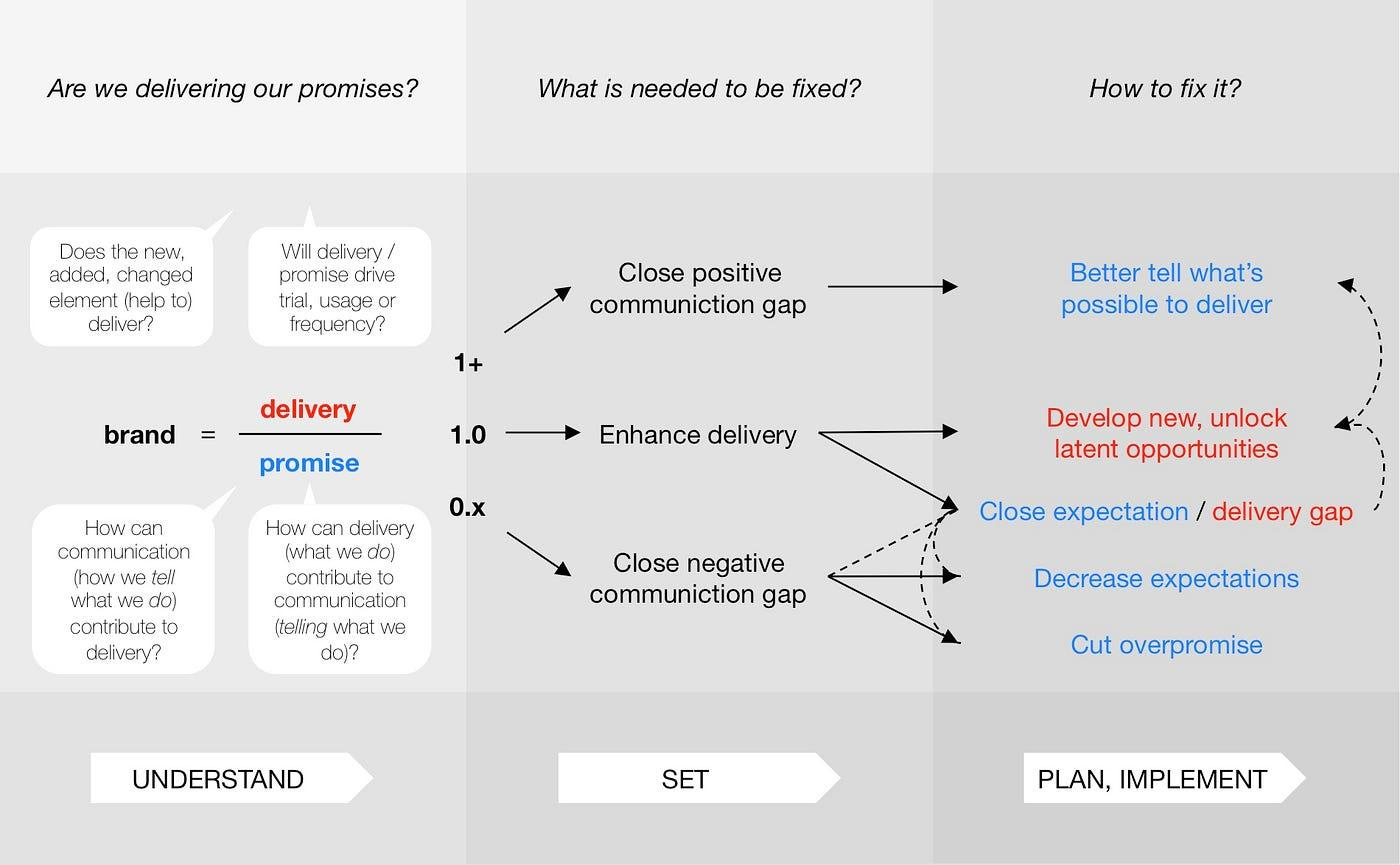 Are we delivering our promises?
What is needed to be fixed?
How to fix it?
Does the new,
added, changed
element (help to)
deliver?
Will delivery /
promise drive
trial, usage or
frequency?
brand = delivery
promise
How can
communication
(how we tell
what we do)
contribute to
delivery?
How can delivery
(what we do)
contribute to
communication
(telling what we
do)?
1+
1.0
0.x
Close positive
communiction gap
Enhance delivery
Close negative
communiction gap
Better tell what's
possible to deliver
Develop new, unlock
latent opportunities
Close expectation / delivery gap
Decrease expectations
Cut overpromise
UNDERSTAND
SET
PLAN, IMPLEMENT